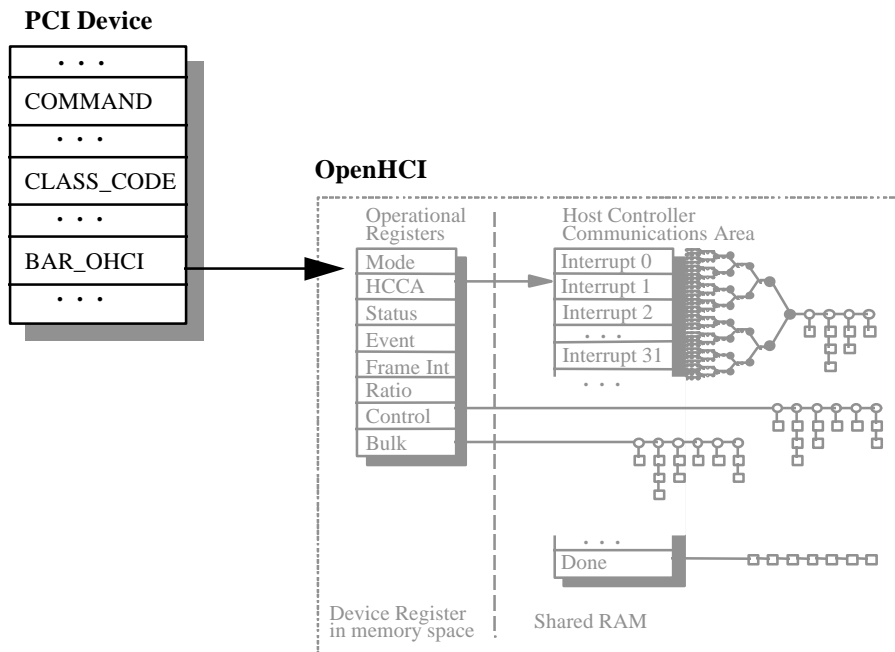 PCI Device
. . .
COMMAND
. . .
CLASS_CODE
. . .
BAR_OHCI
. . .
OpenHCI
Operational
Registers
Mode
HCCA
Status
Event
Frame Int
Ratio
Control
Bulk
Device Register
in memory space
Host Controller
Communications Area
Interrupt 0
Interrupt 1
Interrupt 2
. . .
Interrupt 31
. . .
. . .
Done
Shared RAM